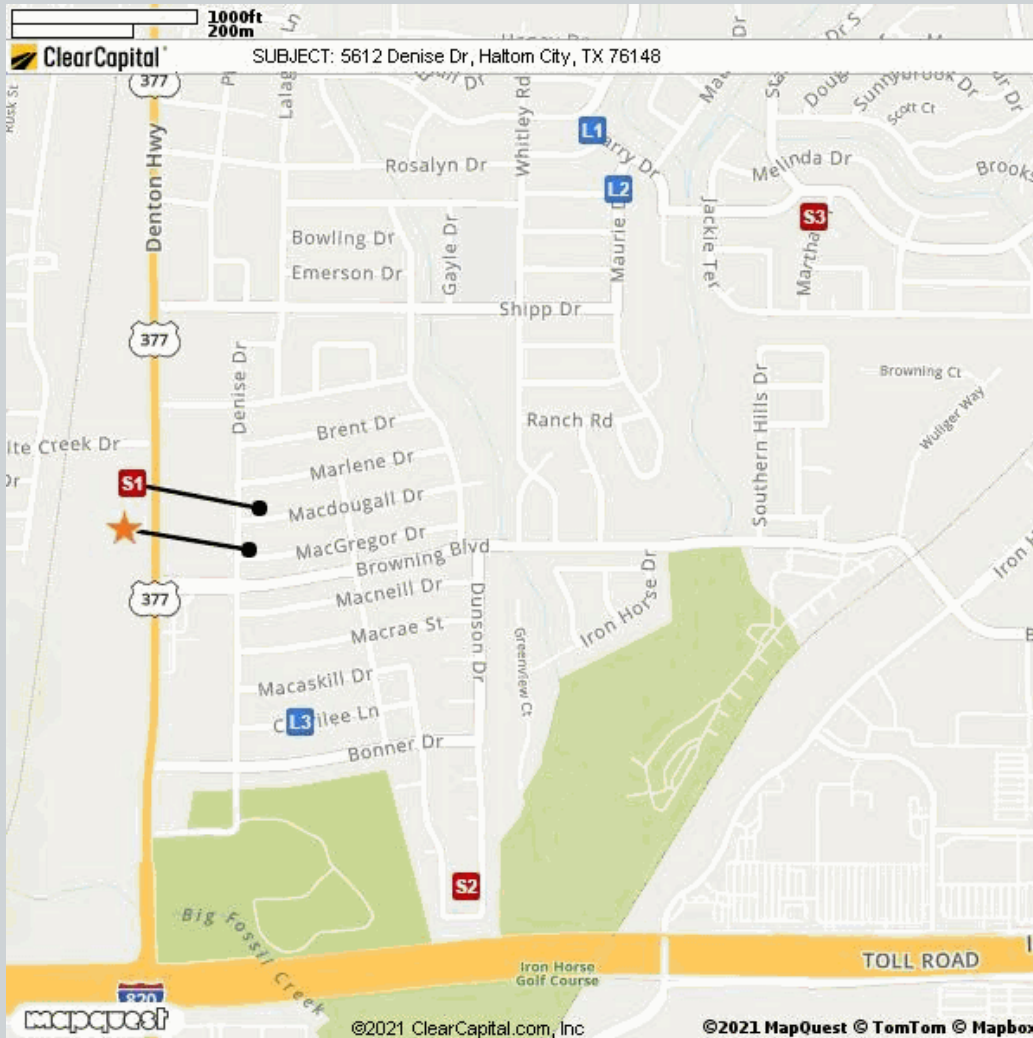 1000ft
200m
ClearCapital
SUBJECT: 5612 Denise Dr, Haltom City, TX 76148
377
Denton Hwy
Whitley Rd
Scott Ct
L1
Rosalyn Dr
Melinda Dr
L2
S3
Bowling Dr
Gayle Dr
Jackie Ter
Emerson Dr
Shipp Dr
377
Denise Dr
Southern Hills Dr
Browning Ct
Wuliger Way
Brent Dr
Ranch Rd
Marlene Dr
S1
Macdougall Dr
MacGregor Dr
Browning Blvd
377
Macneill Dr
Iron Horse Dr
Macrae St
Dunson Dr
Greenview Ct
Macaskill Dr
L3
Bonner Dr
S2
Big Fossil Creek
TOLL ROAD
Iron Horse
Golf Course
820
mapquest
©2021 ClearCapital.com, Inc
©2021 MapQuest © TomTom © Mapbox